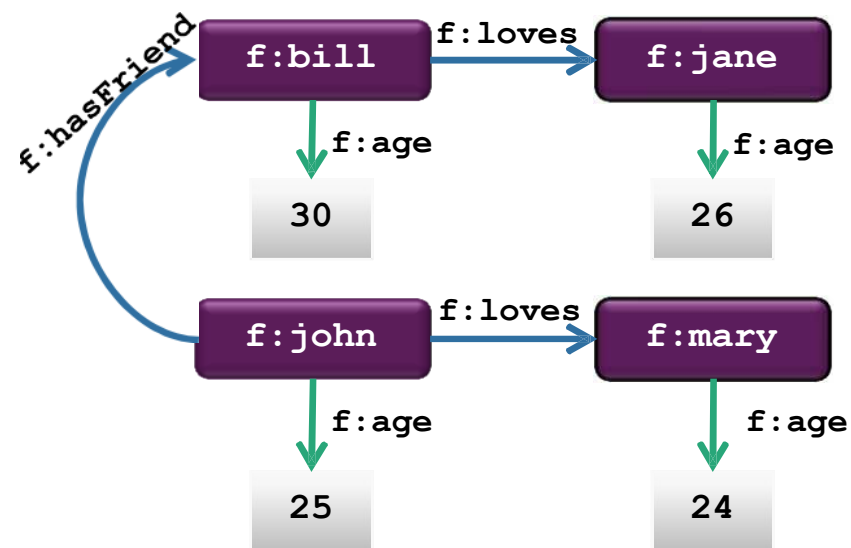 f:hasFriend
f:bill
f:loves
f:jane
f:age
f:age
30
26
f:john
f:loves
f:mary
f:age
f:age
25
24